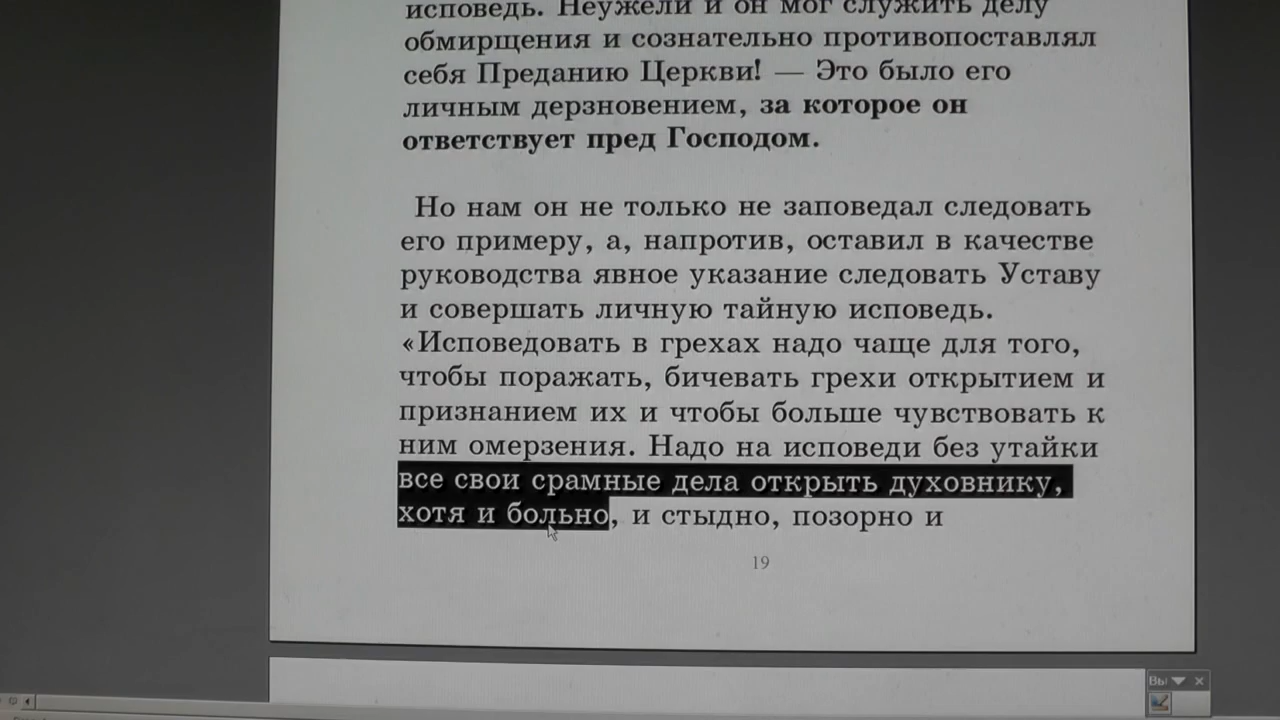 исповедь. Неужели и он мог служить делу
обмирщения и сознательно противопоставлял
себя Преданию Церкви! — Это было его
личным дерзновением, за которое он
ответствует пред Господом.
Но нам он не только не заповедал следовать
его примеру, а, напротив, оставил в качестве
руководства явное указание следовать Уставу
и совершать личную тайную исповедь.
«Исповедовать в грехах надо чаще для того,
чтобы поражать, бичевать грехи открытием и
признанием их и чтобы больше чувствовать к
ним омерзения. Надо на исповеди без утайки
все свои срамные дела открыть духовнику,
хотя и больно, и стыдно, позорно и
19
Вы